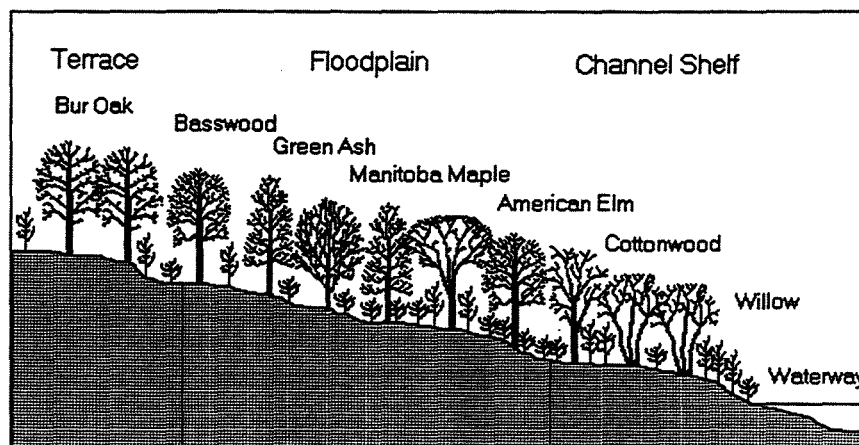 Terrace Floodplain Channel Shelf
Bur Oak
Basswood
Green Ash
Manitoba Maple
American Elm
Cottonwood
Willow
Waterway